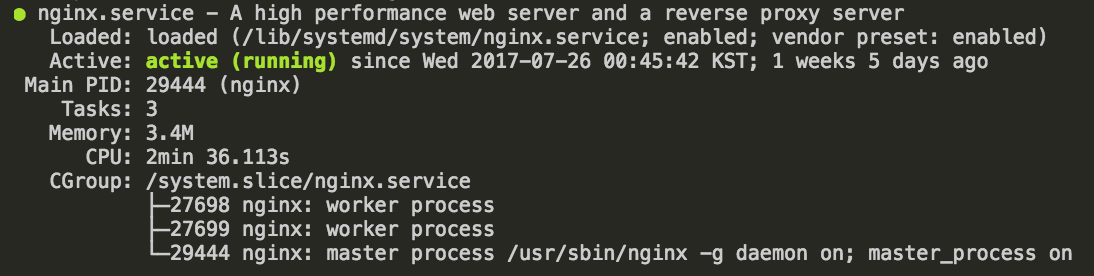 ● nginx.service - A high performance web server and a reverse proxy server
   Loaded: loaded (/lib/systemd/system/nginx.service; enabled; vendor preset: enabled)
   Active: active (running) since Wed 2017-07-26 00:45:42 KST; 1 weeks 5 days ago
 Main PID: 29444 (nginx)
    Tasks: 3
   Memory: 3.4M
      CPU: 2min 36.113s
   CGroup: /system.slice/nginx.service
           ├─27698 nginx: worker process
           ├─27699 nginx: worker process
           └─29444 nginx: master process /usr/sbin/nginx -g daemon on; master_process on